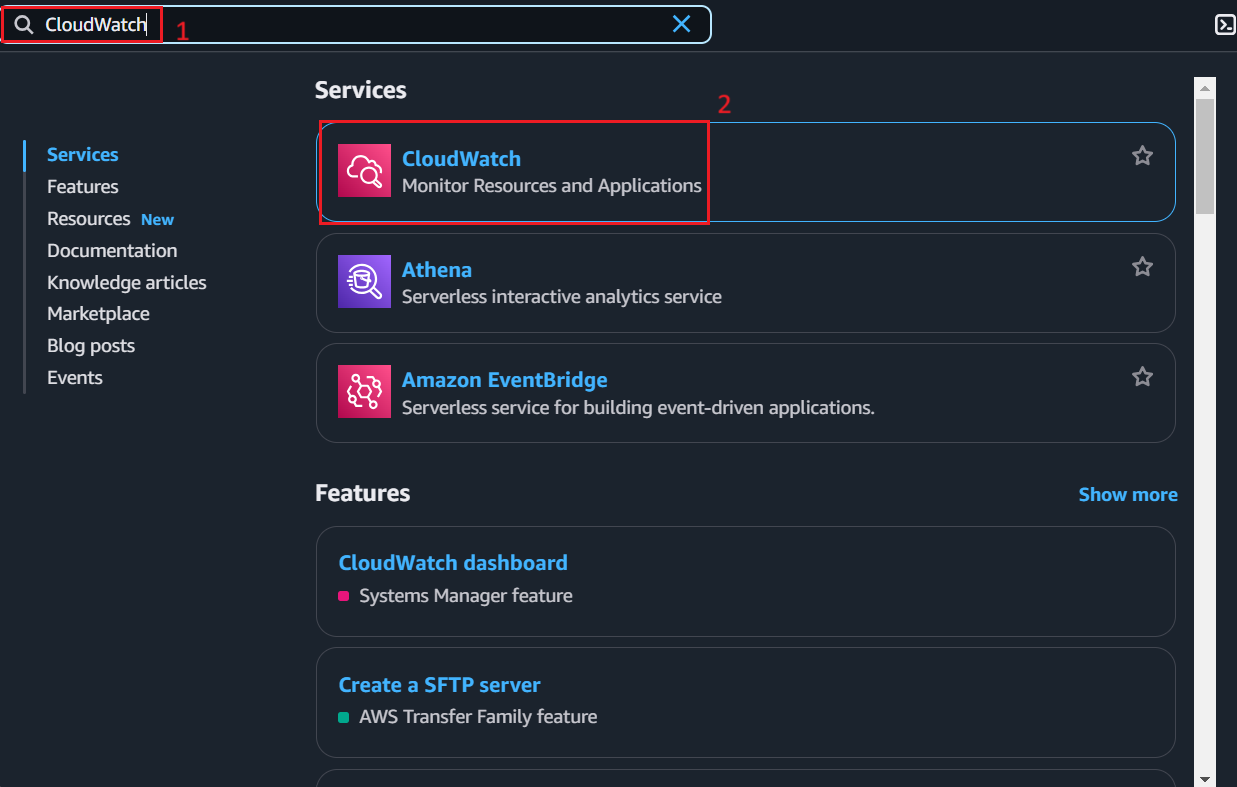 CloudWatch
1
Services
Features
Resources New
Documentation
Knowledge articles
Marketplace
Blog posts
Events
Services
2
CloudWatch
Monitor Resources and Applications
Athena
Serverless interactive analytics service
Amazon EventBridge
Serverless service for building event-driven applications.
Features
Show more
CloudWatch dashboard
Systems Manager feature
Create a SFTP server
AWS Transfer Family feature